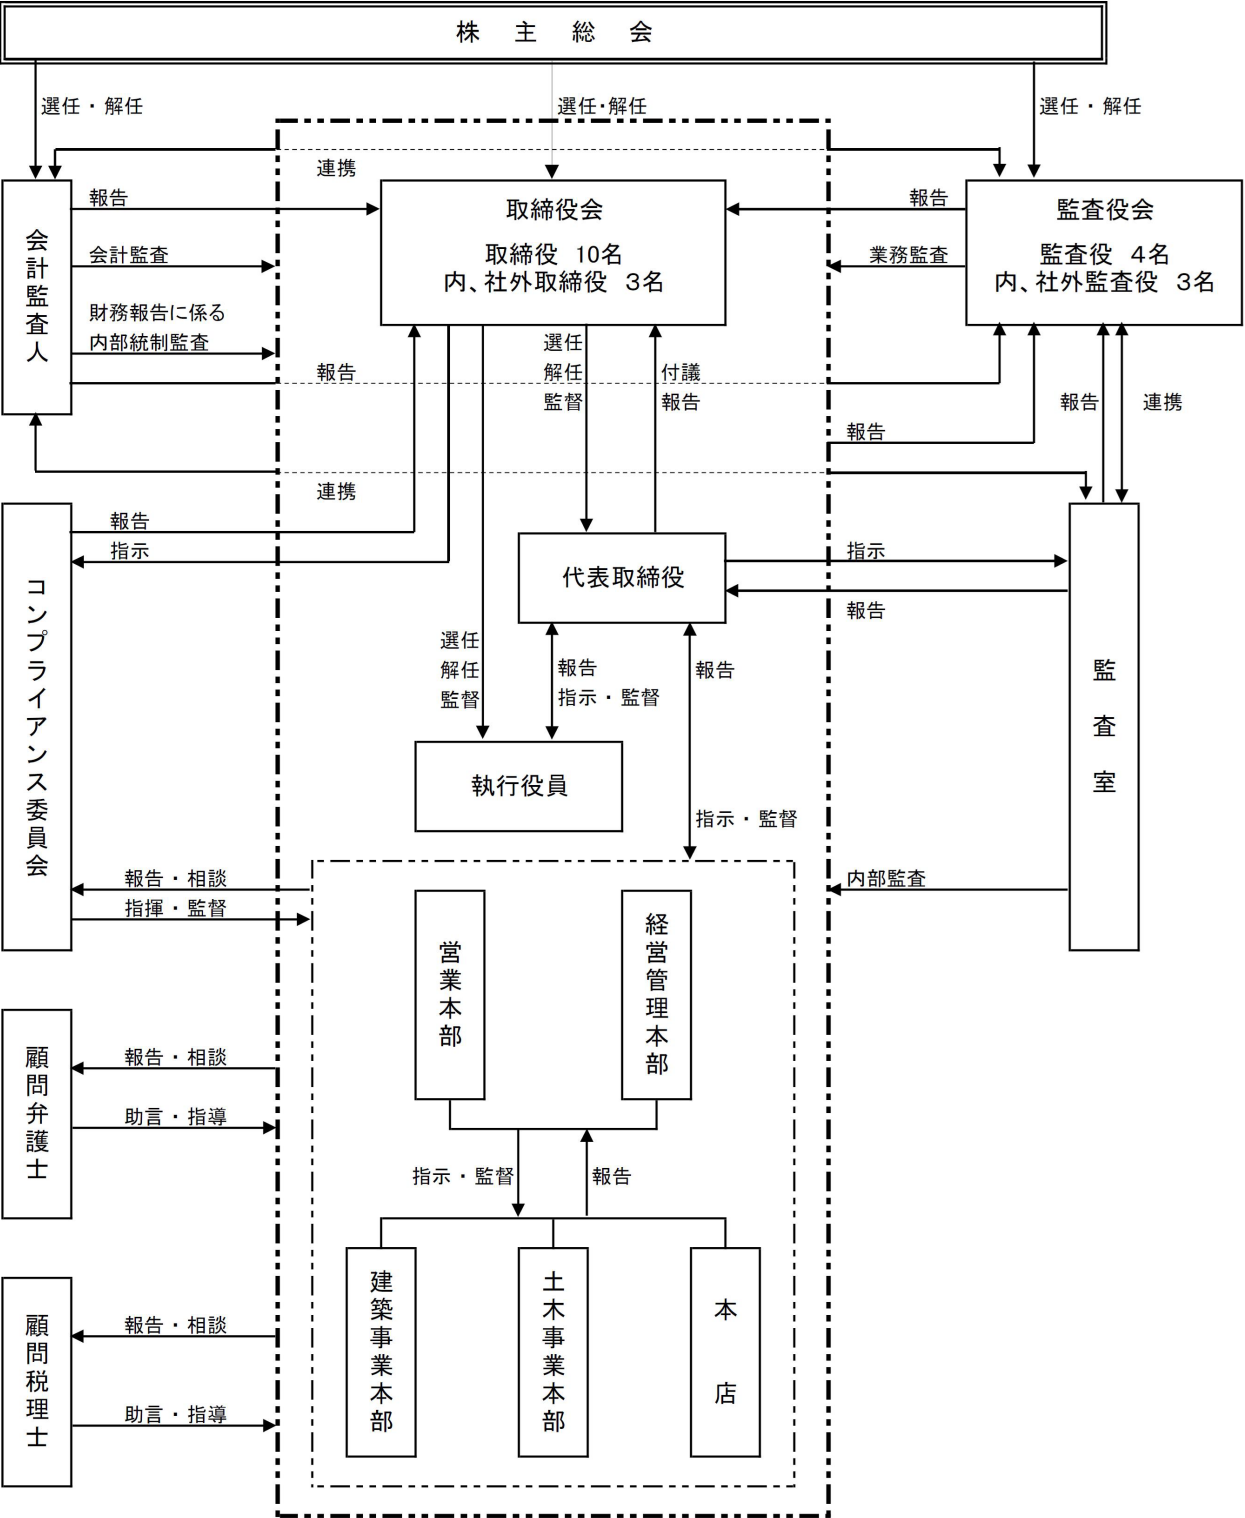 株主総会
選任・解任
選任・解任
選任・解任
連携
会計監査人
報告
会計監査
財務報告に係る
内部統制監査
取締役会
取締役 10名
内、社外取締役 3名
報告
業務監査
監査役会
監査役 4名
内、社外監査役 3名
報告
選任
解任
監督
付議
報告
報告
報告
連携
連携
コンプライアンス委員会
報告
指示
代表取締役
指示
報告
監査室
選任
解任
監督
報告
指示・監督
報告
執行役員
指示・監督
報告・相談
指揮・監督
内部監査
営業本部
経営管理本部
顧問弁護士
報告・相談
助言・指導
指示・監督
報告
顧問税理士
報告・相談
助言・指導
建築事業本部
土木事業本部
本店